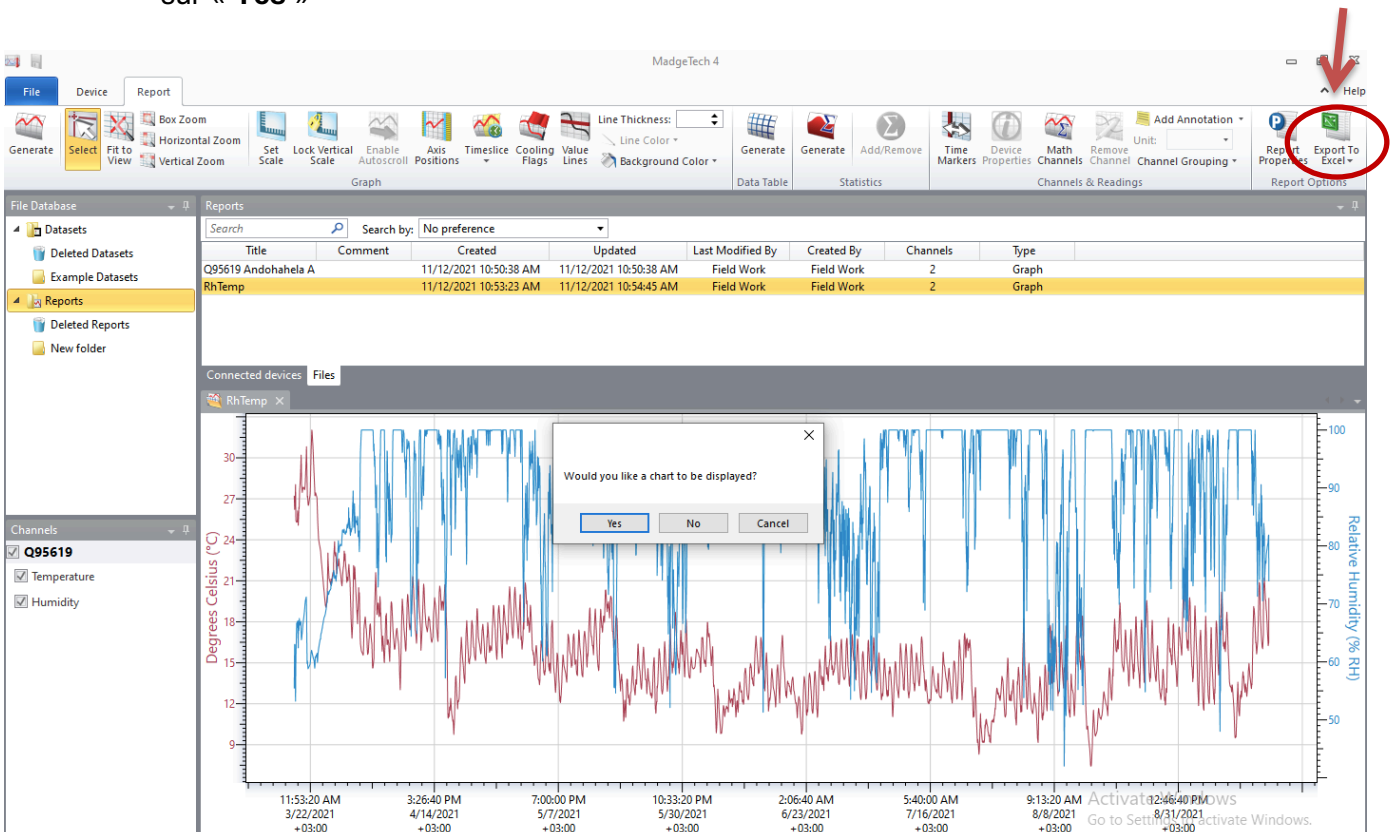 sur « Yes »
MadgeTech 4
File Device Report Help
Generate Select Fit to View Box Zoom Horizontal Zoom Vertical Zoom Set Scale Lock Vertical Scale Enable Autoscroll Axis Positions Timeslice Cooling Flags Value Lines Line Thickness: Line Color Background Color Generate Generate Add/Remove Time Markers Device Properties Math Channels Remove Channel Add Annotation Unit: Channel Grouping Report Properties Export To Excel
Graph Data Table Statistics Channels & Readings Report Options
File Database
Datasets
Deleted Datasets
Example Datasets
Reports
Deleted Reports
New folder
Reports
Search Search by: No preference
Title Comment Created Updated Last Modified By Created By Channels Type
Q95619 Andohahela A 11/12/2021 10:50:38 AM 11/12/2021 10:50:38 AM Field Work Field Work 2 Graph
RhTemp 11/12/2021 10:53:23 AM 11/12/2021 10:54:45 AM Field Work Field Work 2 Graph
Connected devices Files
Channels
Q95619
Temperature
Humidity
RhTemp
Degrees Celsius (°C)
30
27
24
21
18
15
12
9
Would you like a chart to be displayed?
Yes No Cancel
100
90
80
70
60
50
Relative Humidity (% RH)
11:53:20 AM 3:26:40 PM 7:00:00 PM 10:33:20 PM 2:06:40 AM 5:40:00 AM 9:13:20 AM 12:46:40 PM
3/22/2021 4/14/2021 5/7/2021 5/30/2021 6/23/2021 7/16/2021 8/8/2021 8/31/2021
+03:00 +03:00 +03:00 +03:00 +03:00 +03:00 +03:00 +03:00
Activate Windows
Go to Settings to activate Windows.